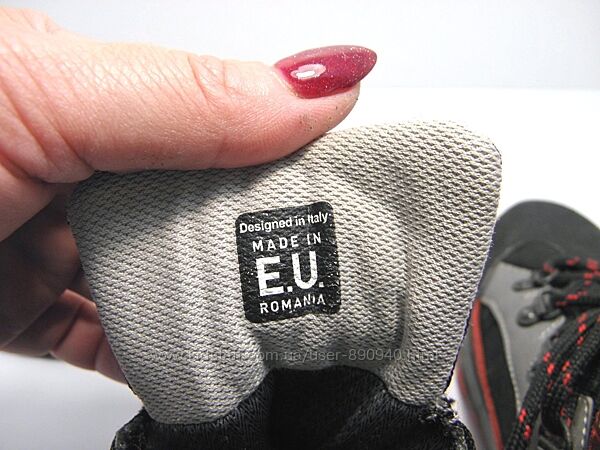 Designed in Italy
MADE IN
E.U.
ROMANIA